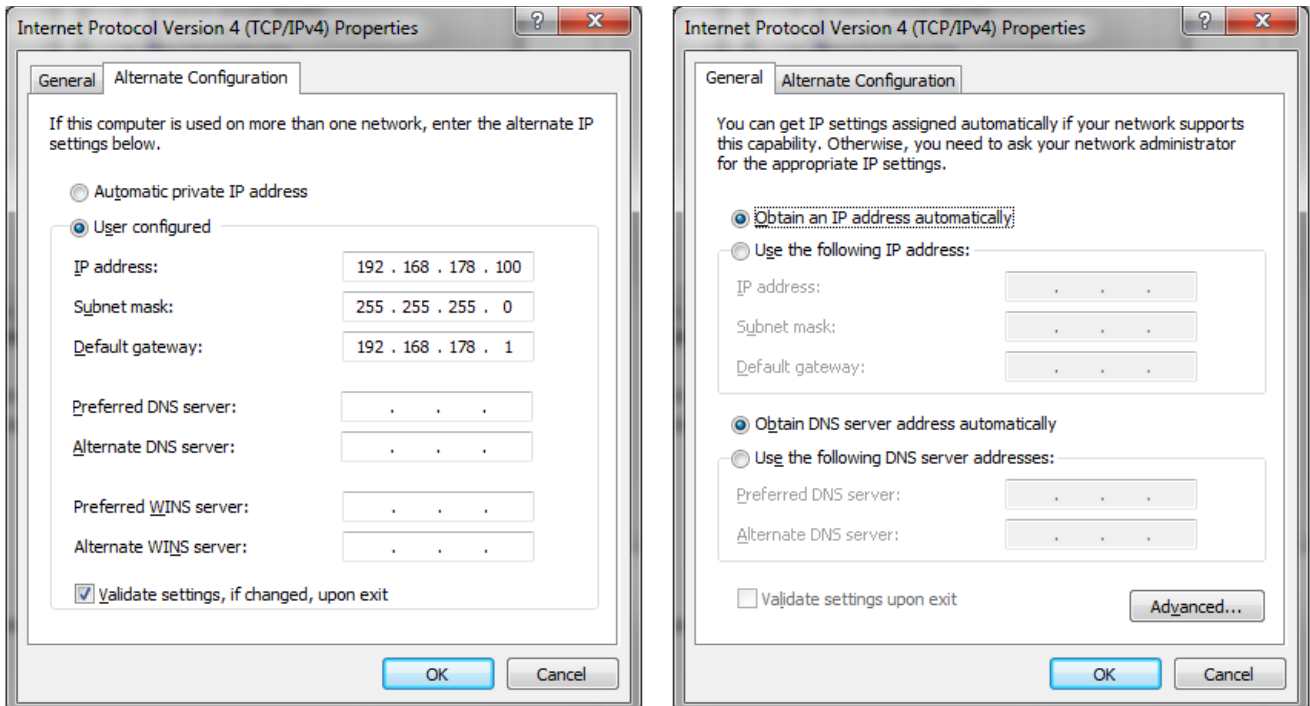 Internet Protocol Version 4 (TCP/IPv4) Properties
?
X
General
Alternate Configuration
If this computer is used on more than one network, enter the alternate IP
settings below.
Automatic private IP address
User configured
IP address:
192 . 168 . 178 . 100
Subnet mask:
255 . 255 . 255 . 0
Default gateway:
192 . 168 . 178 . 1
Preferred DNS server:
. . .
Alternate DNS server:
. . .
Preferred WINS server:
. . .
Alternate WINS server:
. . .
Validate settings, if changed, upon exit
OK
Cancel
Internet Protocol Version 4 (TCP/IPv4) Properties
?
X
General
Alternate Configuration
You can get IP settings assigned automatically if your network supports
this capability. Otherwise, you need to ask your network administrator
for the appropriate IP settings.
Obtain an IP address automatically
Use the following IP address:
IP address:
. . .
Subnet mask:
. . .
Default gateway:
. . .
Obtain DNS server address automatically
Use the following DNS server addresses:
Preferred DNS server:
. . .
Alternate DNS server:
. . .
Validate settings upon exit
Advanced...
OK
Cancel